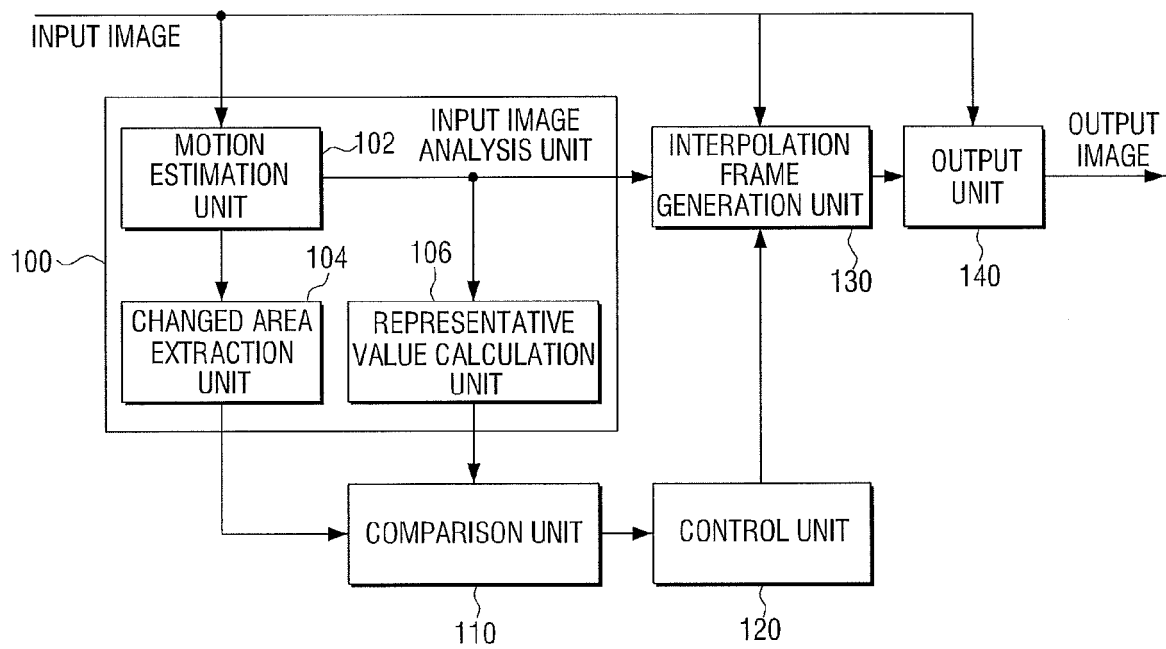 INPUT IMAGE
INPUT IMAGE
ANALYSIS UNIT
MOTION
ESTIMATION
UNIT
102
INTERPOLATION
FRAME
GENERATION UNIT
130
OUTPUT
UNIT
140
OUTPUT
IMAGE
100
104
CHANGED AREA
EXTRACTION
UNIT
106
REPRESENTATIVE
VALUE CALCULATION
UNIT
COMPARISON UNIT
110
CONTROL UNIT
120